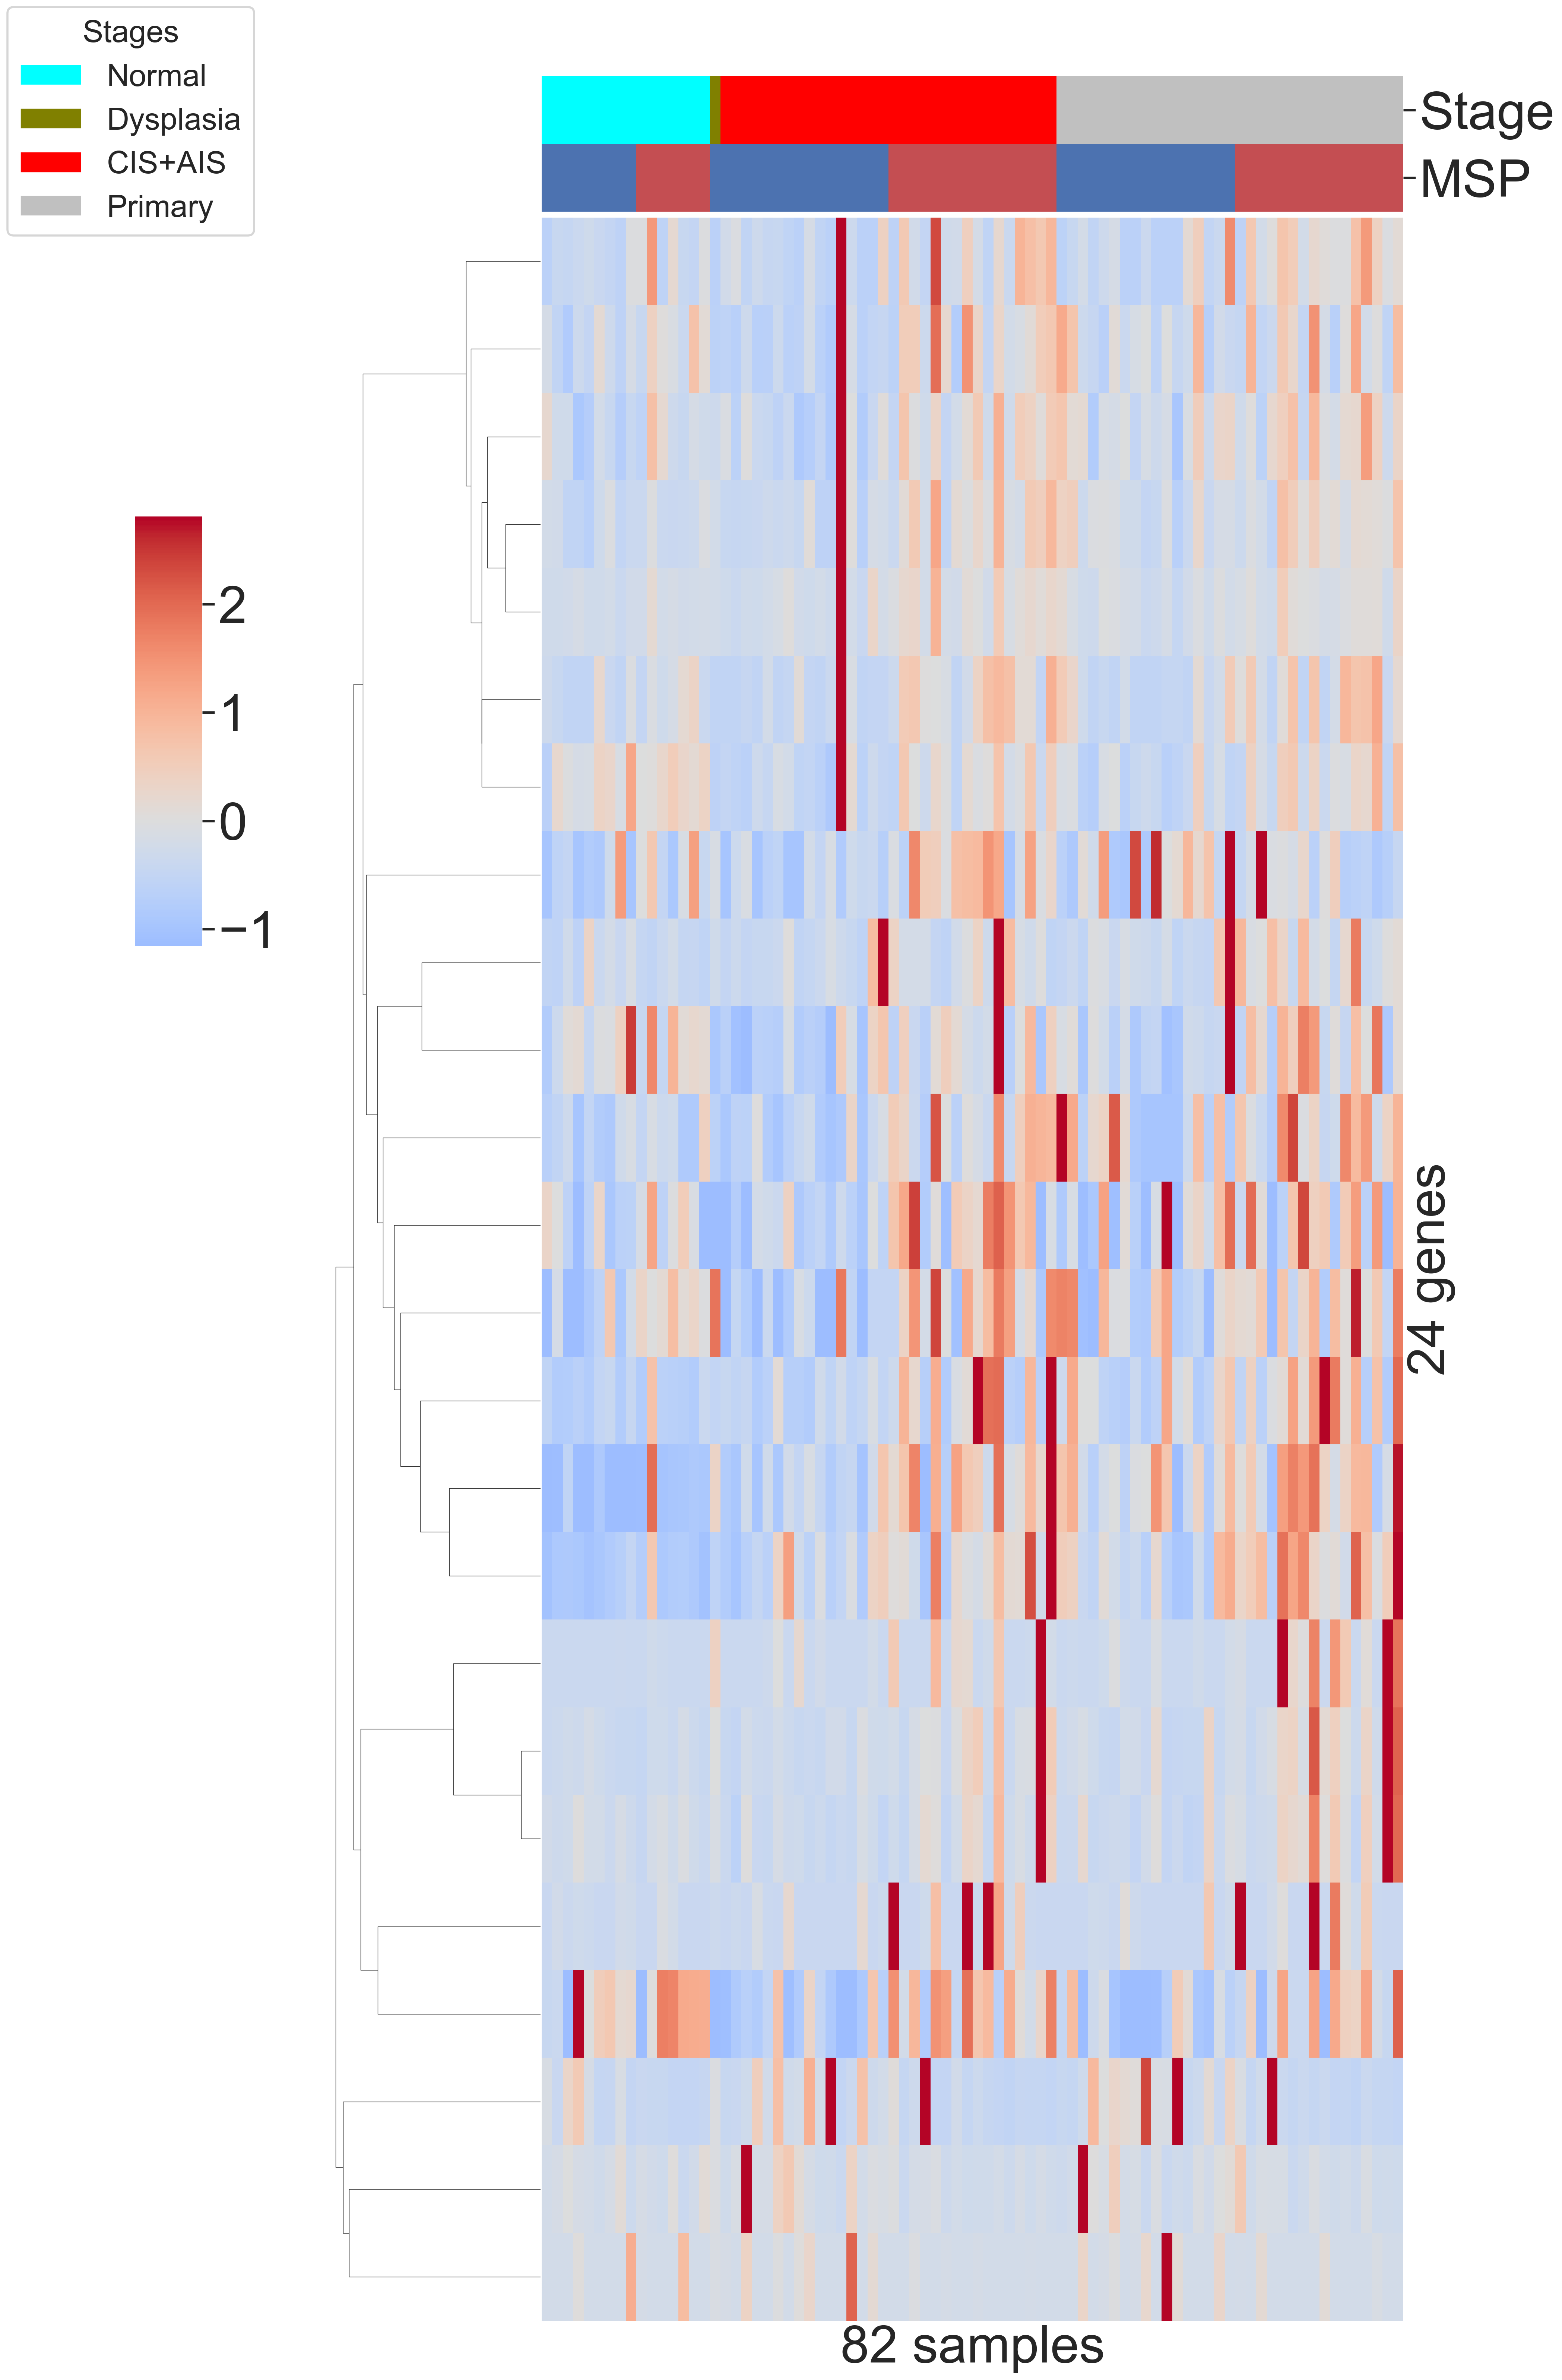 Stages
Normal
Dysplasia
CIS+AIS
Primary
Stage
MSP
2
1
0
−1
24 genes
82 samples